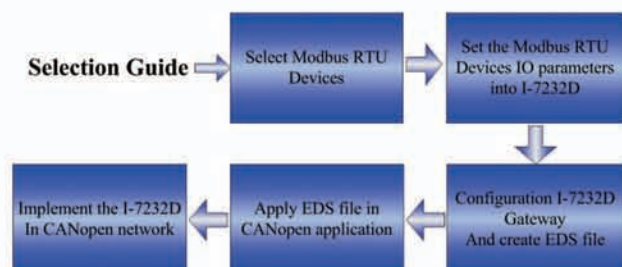 Selection Guide
Select Modbus RTU
Devices
Set the Modbus RTU
Devices IO parameters
into I-7232D
Configuration I-7232D
Gateway
And create EDS file
Apply EDS file in
CANopen application
Implement the I-7232D
In CANopen network